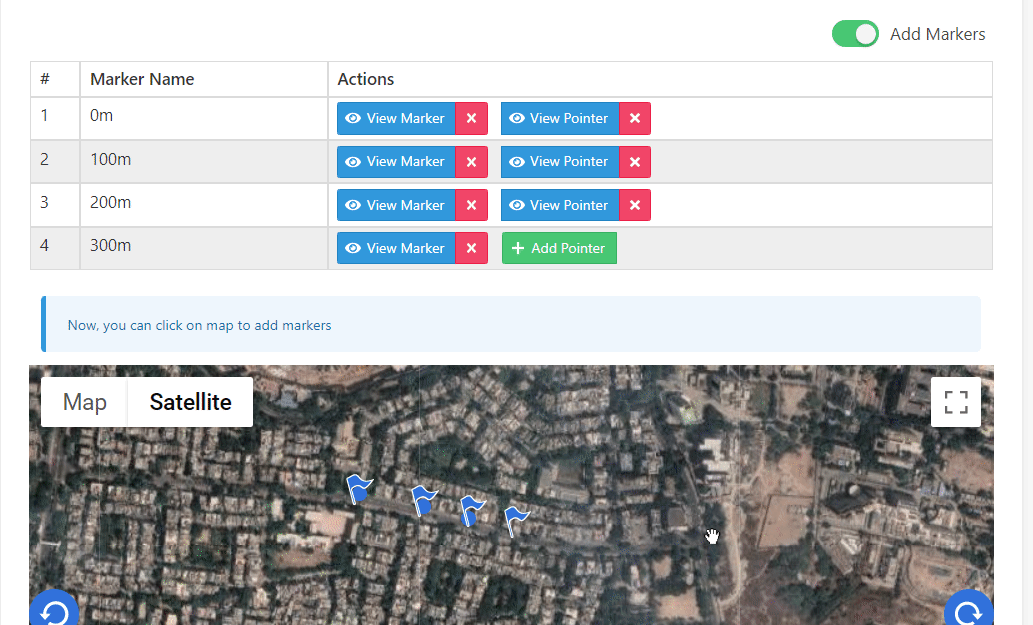 Add Markers
# Marker Name Actions
1 0m View Marker × View Pointer ×
2 100m View Marker × View Pointer ×
3 200m View Marker × View Pointer ×
4 300m View Marker × + Add Pointer
Now, you can click on map to add markers
Map Satellite